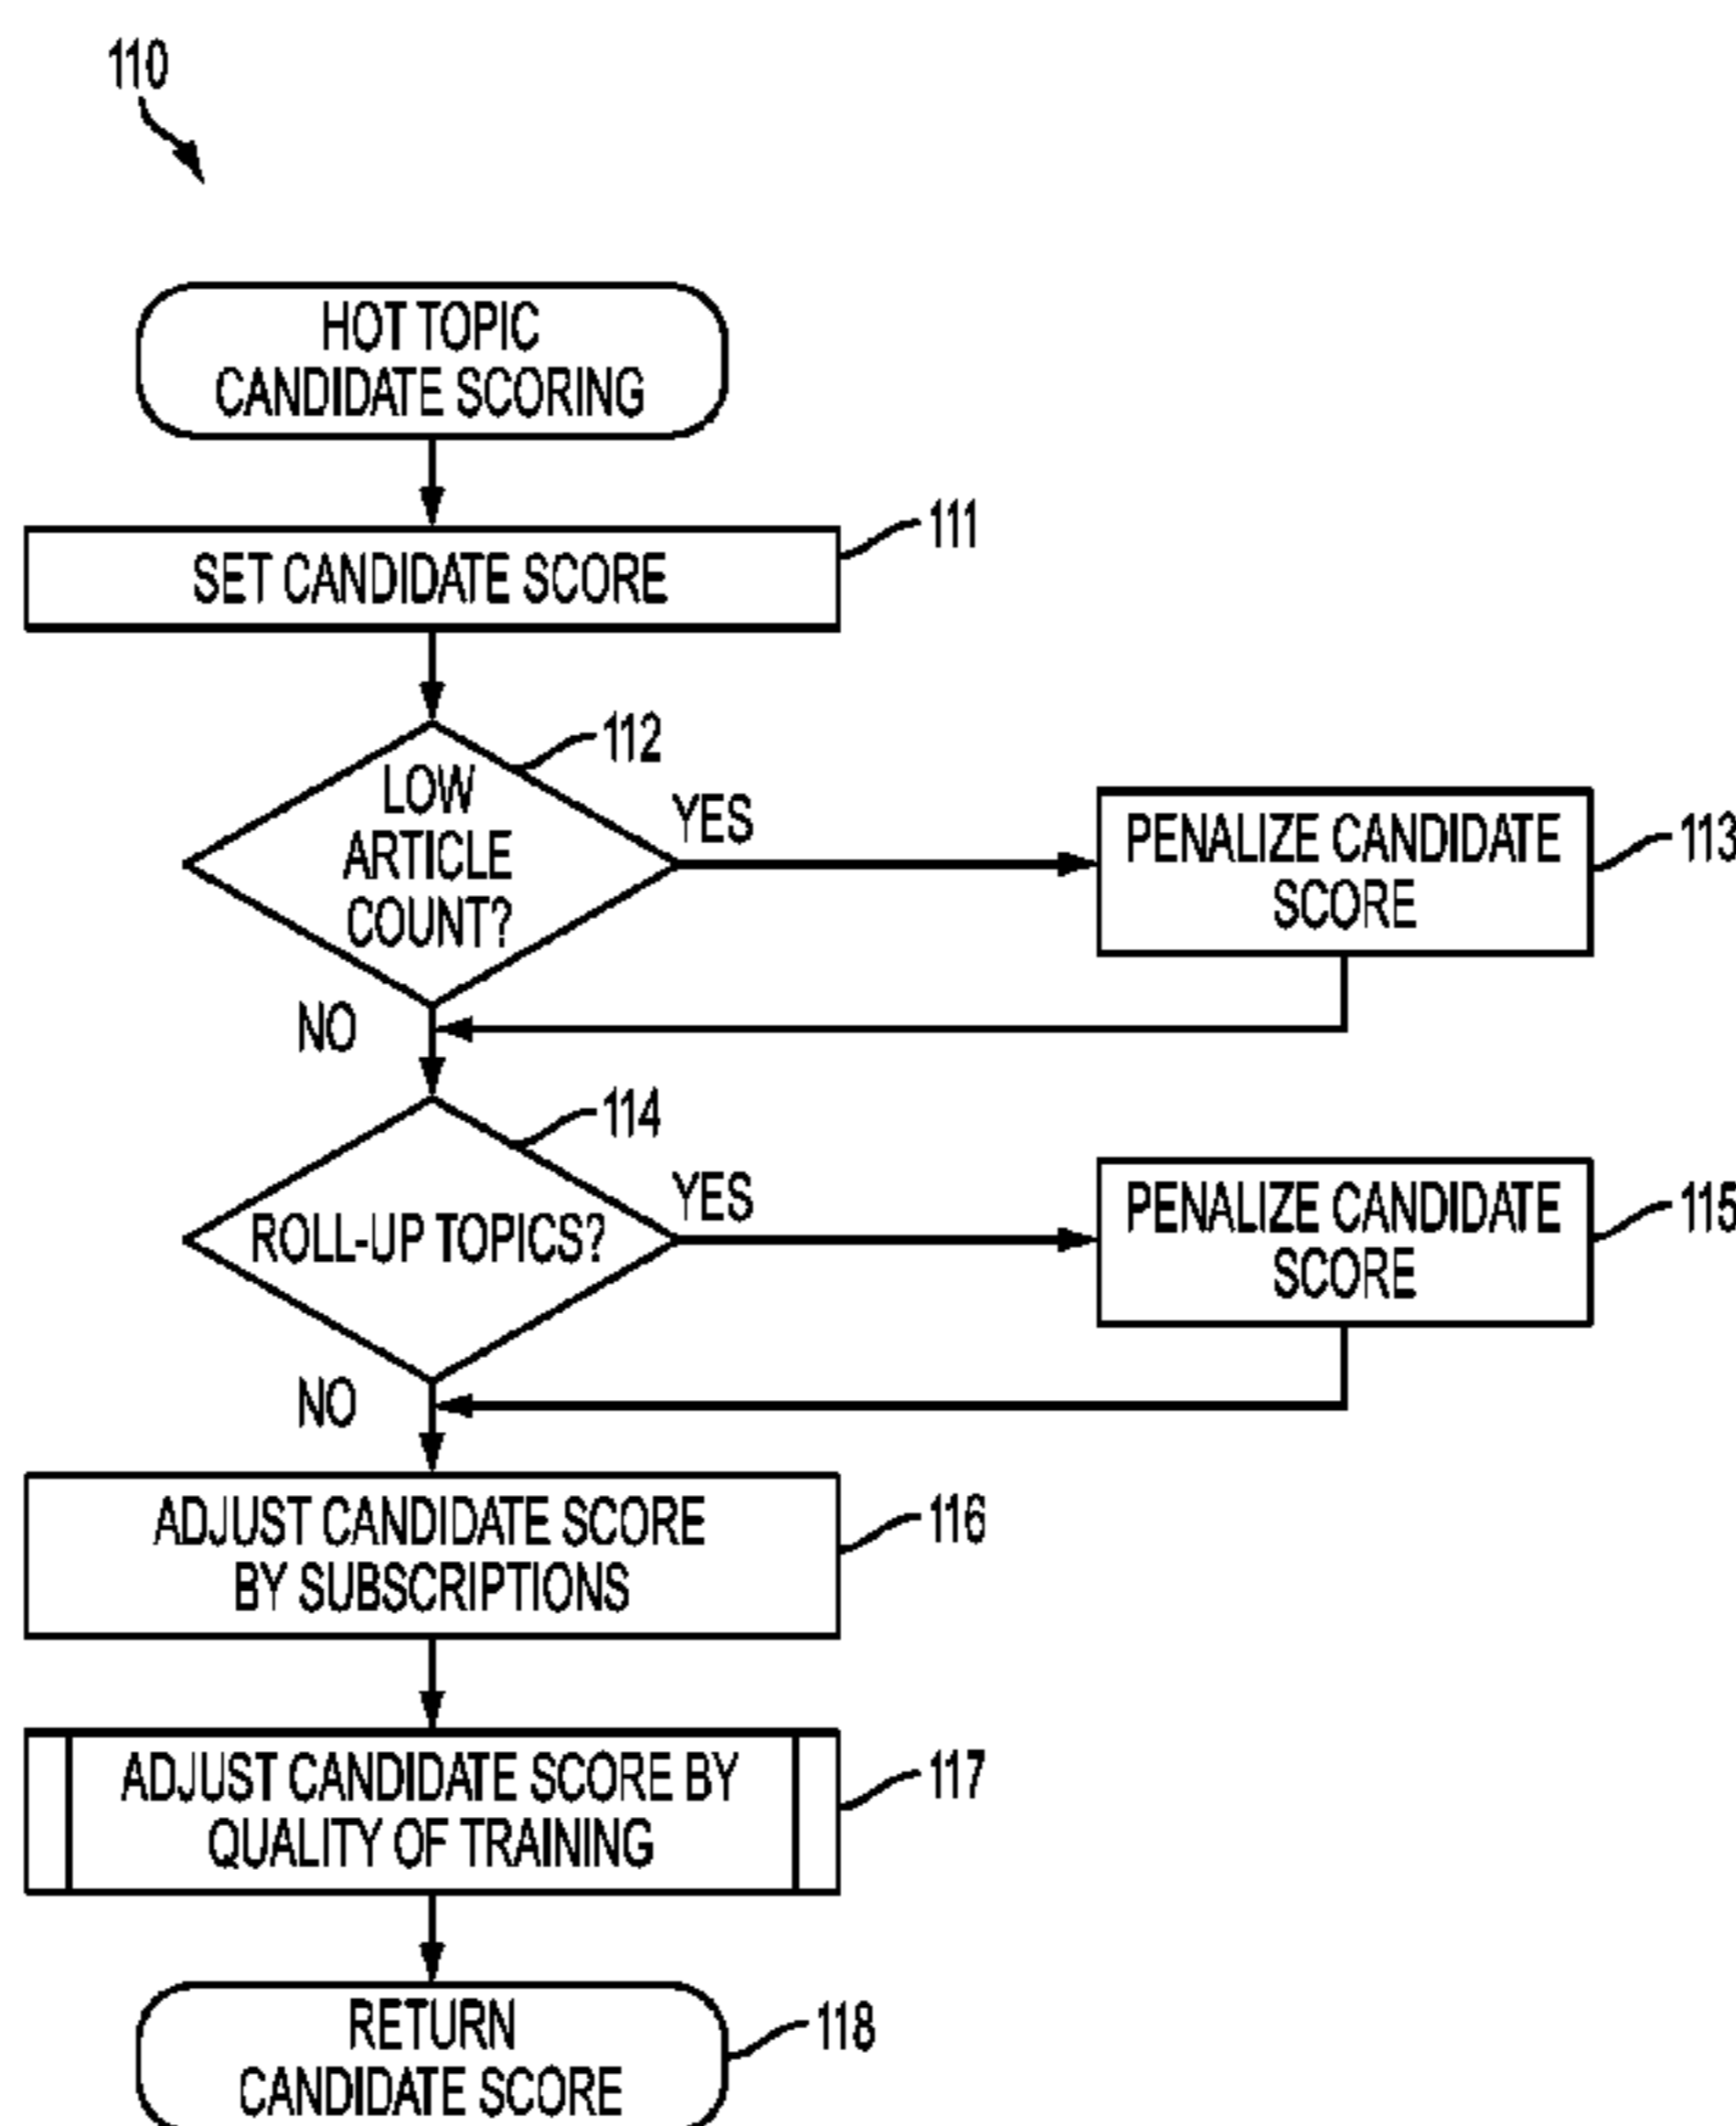 110
HOT TOPIC
CANDIDATE SCORING
111
SET CANDIDATE SCORE
112
LOW
ARTICLE
COUNT?
YES
PENALIZE CANDIDATE
SCORE
113
NO
114
ROLL-UP TOPICS?
YES
PENALIZE CANDIDATE
SCORE
115
NO
ADJUST CANDIDATE SCORE
BY SUBSCRIPTIONS
116
ADJUST CANDIDATE SCORE BY
QUALITY OF TRAINING
117
RETURN
CANDIDATE SCORE
118